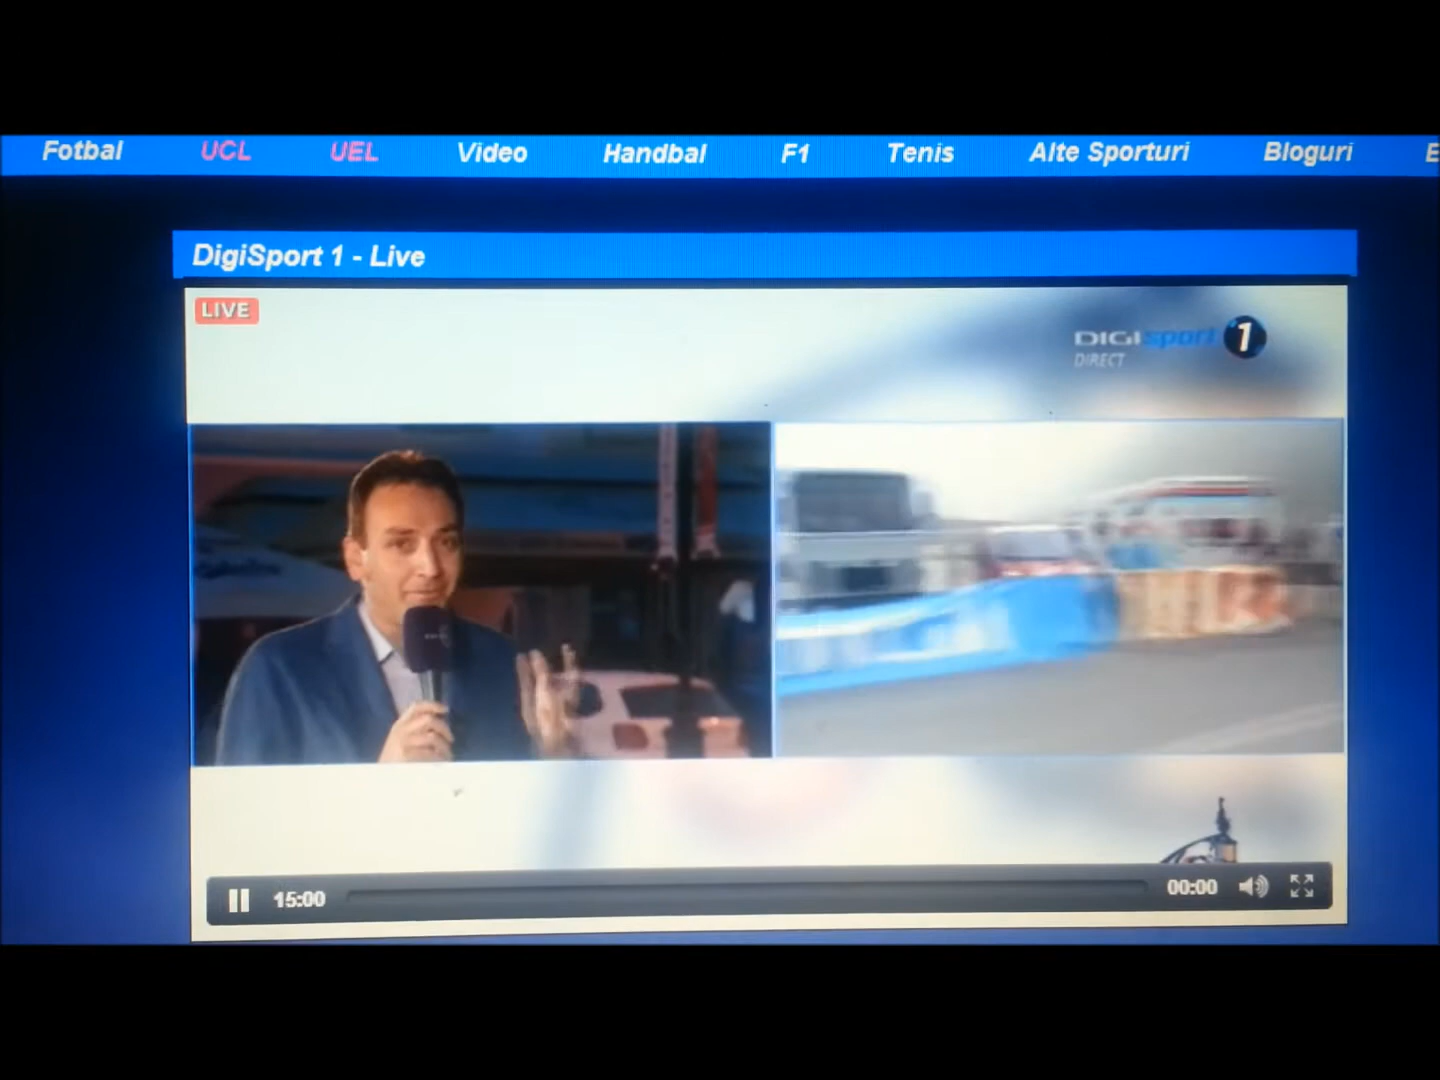 Fotbal UCL UEL Video Handbal F1 Tenis Alte Sporturi Bloguri
DigiSport 1 - Live
LIVE
DIGI sport 1
DIRECT
15:00 00:00